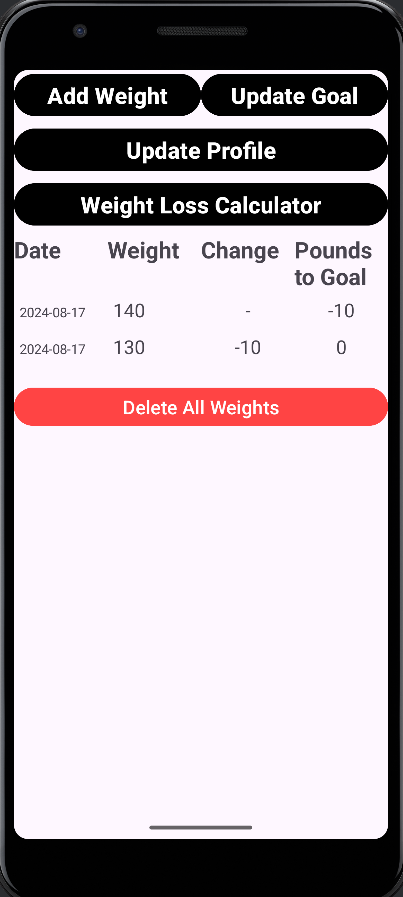 Add Weight Update Goal
Update Profile
Weight Loss Calculator
Date Weight Change Pounds to Goal
2024-08-17 140 - -10
2024-08-17 130 -10 0
Delete All Weights